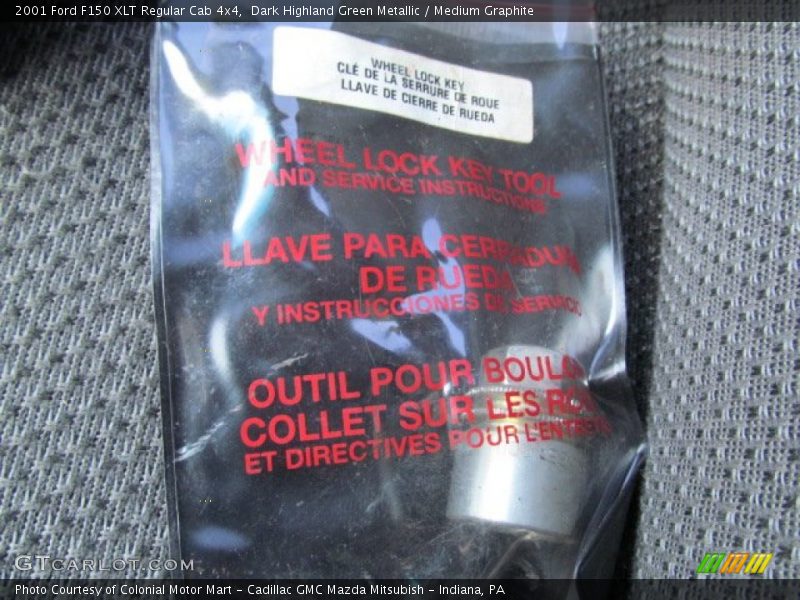 2001 Ford F150 XLT Regular Cab 4x4, Dark Highland Green Metallic / Medium Graphite
WHEEL LOCK KEY
CLÉ DE LA SERRURE DE ROUE
LLAVE DE CIERRE DE RUEDA
WHEEL LOCK KEY TOOL
AND SERVICE INSTRUCTIONS
LLAVE PARA
DE RUEDA
Y INSTRUCCIONES DE SERVICIO
OUTIL POUR
COLLET SUR LES
ET DIRECTIVES POUR
GTCARLOT.COM
Photo Courtesy of Colonial Motor Mart - Cadillac GMC Mazda Mitsubish - Indiana, PA